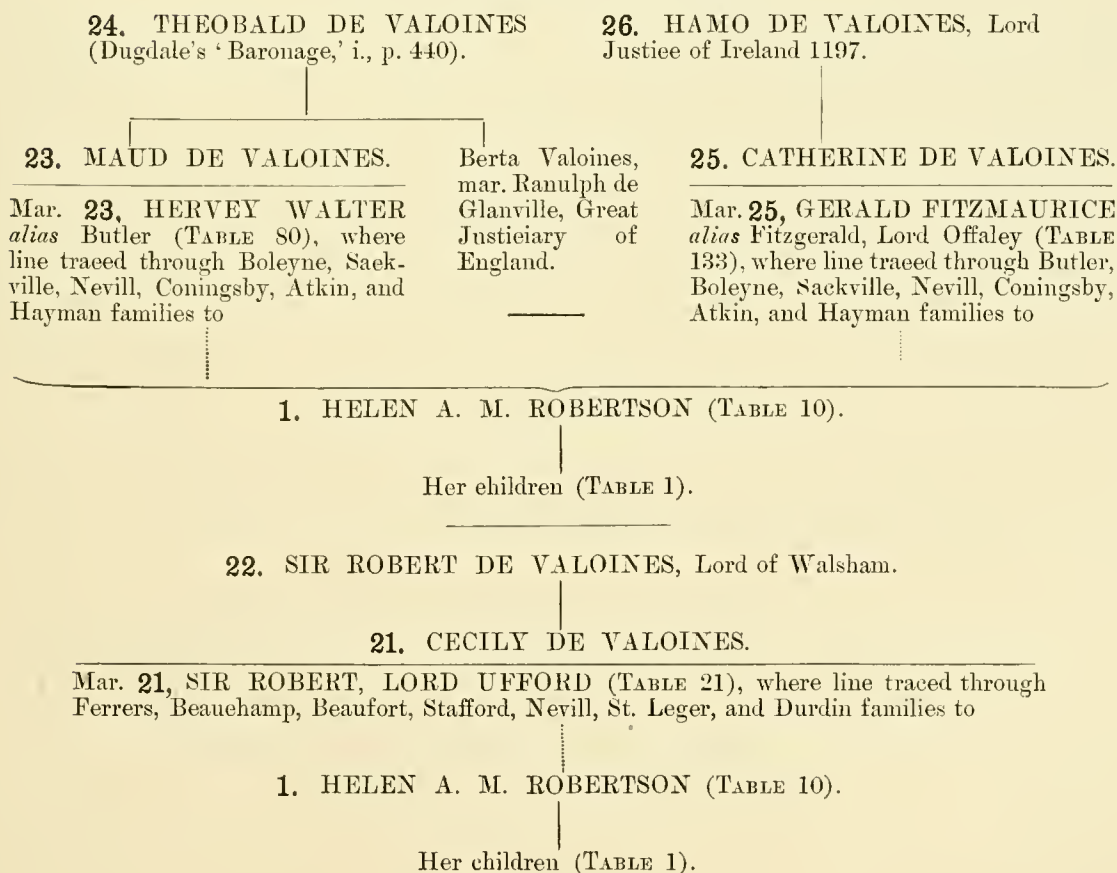 24. THEOBALD DE VALOINES
(Dugdale's ‘Baronage,’ i., p. 440).
26. HAMO DE VALOINES, Lord
Justice of Ireland 1197.
23. MAUD DE VALOINES.
Mar. 23, HERVEY WALTER
alias Butler (TABLE 80), where
line traced through Boleyne, Sack-
ville, Nevill, Coningsby, Atkin, and
Hayman families to
Berta Valoines,
mar. Ranulph de
Glanville, Great
Justiciary of
England.
25. CATHERINE DE VALOINES.
Mar. 25, GERALD FITZMAURICE
alias Fitzgerald, Lord Offaley (TABLE
133), where line traced through Butler,
Boleyne, Sackville, Nevill, Coningsby,
Atkin, and Hayman families to
1. HELEN A. M. ROBERTSON (TABLE 10).
Her children (TABLE 1).
22. SIR ROBERT DE VALOINES, Lord of Walsham.
21. CECILY DE VALOINES.
Mar. 21, SIR ROBERT, LORD UFFORD (TABLE 21), where line traced through
Ferrers, Beauchamp, Beaufort, Stafford, Nevill, St. Leger, and Durdin families to
1. HELEN A. M. ROBERTSON (TABLE 10).
Her children (TABLE 1).